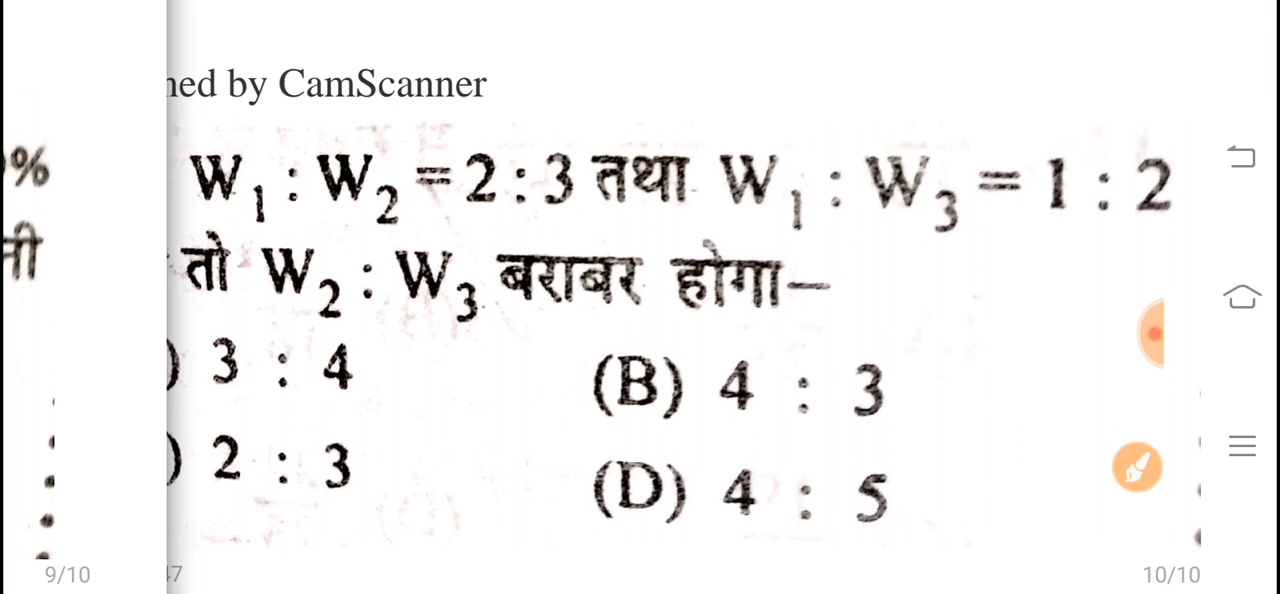 ned by CamScanner
%
W₁ : W₂ = 2 : 3 तथा W₁ : W₃ = 1 : 2
तो W₂ : W₃ बराबर होगा–
) 3 : 4 (B) 4 : 3
) 2 : 3 (D) 4 : 5
9/10 10/10